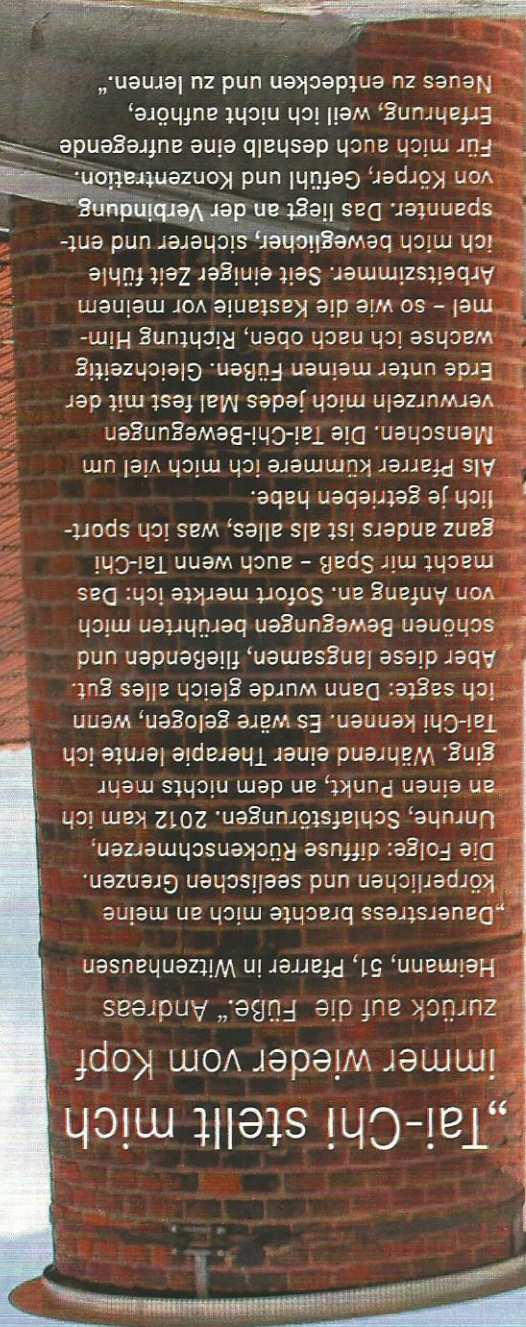 „Tai-Chi stellt mich
immer wieder vom Kopf
zurück auf die Füße.“ Andreas
Heimann, 51, Pfarrer in Witzenhausen
„Dauerstress brachte mich an meine
körperlichen und seelischen Grenzen.
Die Folge: diffuse Rückenschmerzen,
Unruhe, Schlafstörungen. 2012 kam ich
an einen Punkt, an dem nichts mehr
ging. Während einer Therapie lernte ich
Tai-Chi kennen. Es wäre gelogen, wenn
ich sagte: Dann wurde gleich alles gut.
Aber diese langsamen, fließenden und
schönen Bewegungen berührten mich
von Anfang an. Sofort merkte ich: Das
macht mir Spaß – auch wenn Tai-Chi
ganz anders ist als alles, was ich sport-
lich je getrieben habe.
Als Pfarrer kümmere ich mich viel um
Menschen. Die Tai-Chi-Bewegungen
verwurzeln mich jedes Mal fest mit der
Erde unter meinen Füßen. Gleichzeitig
wachse ich nach oben, Richtung Him-
mel – so wie die Kastanie vor meinem
Arbeitszimmer. Seit einiger Zeit fühle
ich mich beweglicher, sicherer und ent-
spannter. Das liegt an der Verbindung
von Körper, Gefühl und Konzentration.
Für mich auch deshalb eine aufregende
Erfahrung, weil ich nicht aufhöre,
Neues zu entdecken und zu lernen.“